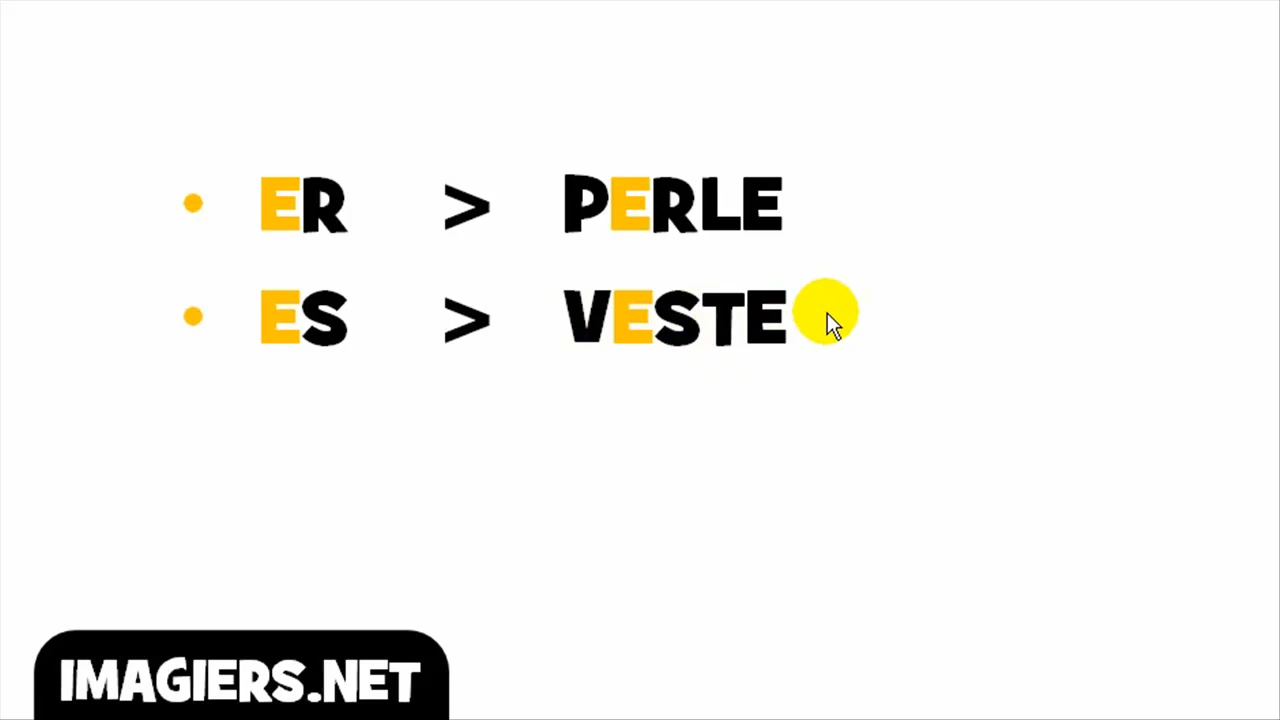 • ER > PERLE
• ES > VESTE
IMAGIERS.NET